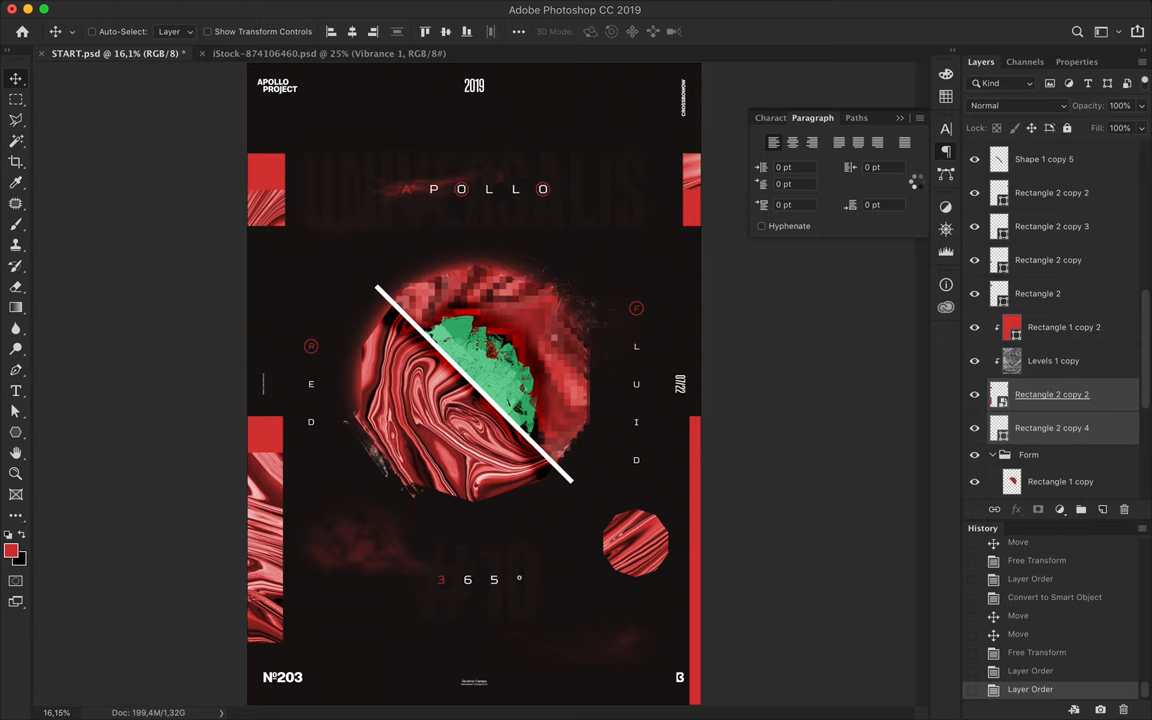 Adobe Photoshop CC 2019
Auto-Select:
Layer
Show Transform Controls
3D Mode:
START.psd @ 16,1% (RGB/8) *
iStock-874106460.psd @ 25% (Vibrance 1, RGB/8#)
APOLLO
PROJECT
2019
CROSSBOWOW
UNIVERSALIS
A P O L L O
R
E
D
F
L
U
I
D
07/22
#10
3 6 5 °
Nº203
B
Charact
Paragraph
Paths
0 pt
0 pt
0 pt
0 pt
0 pt
Hyphenate
Layers
Channels
Properties
Kind
Normal
Opacity: 100%
Lock:
Fill: 100%
Shape 1 copy 5
Rectangle 2 copy 2
Rectangle 2 copy 3
Rectangle 2 copy
Rectangle 2
Rectangle 1 copy 2
Levels 1 copy
Rectangle 2 copy 2
Rectangle 2 copy 4
Form
Rectangle 1 copy
History
Move
Free Transform
Layer Order
Convert to Smart Object
Move
Move
Free Transform
Layer Order
Layer Order
16,15%
Doc: 199,4M/1,32G